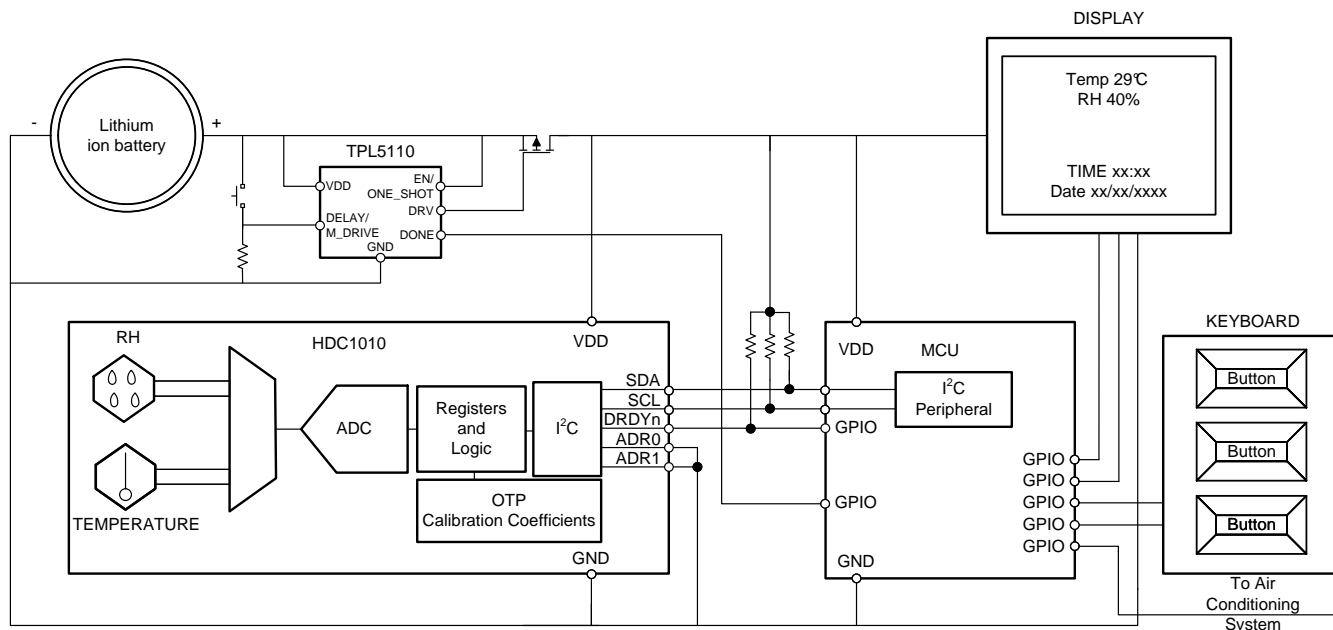 DISPLAY
Temp 29℃
RH 40%
TIME xx:xx
Date xx/xx/xxxx
-
Lithium
ion battery
+
TPL5110
VDD
EN/
ONE_SHOT
DRV
DELAY/
M_DRIVE
DONE
GND
RH
HDC1010
VDD
SDA
SCL
DRDYn
ADR0
ADR1
ADC
Registers
and
Logic
I²C
OTP
Calibration Coefficients
TEMPERATURE
GND
VDD
MCU
I²C
Peripheral
GPIO
GPIO
GND
GPIO
GPIO
GPIO
GPIO
GPIO
KEYBOARD
Button
Button
Button
To Air
Conditioning
System